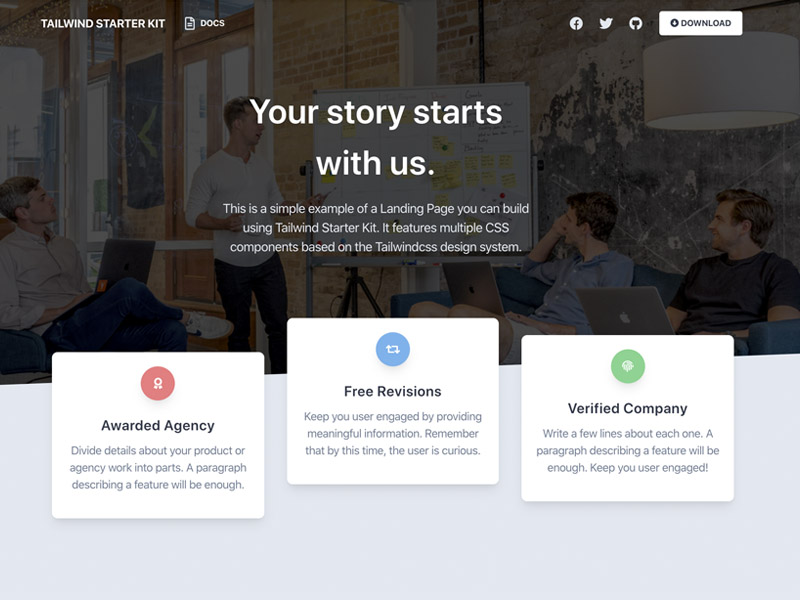 TAILWIND STARTER KIT
DOCS
DOWNLOAD
Your story starts
with us.
This is a simple example of a Landing Page you can build
using Tailwind Starter Kit. It features multiple CSS
components based on the Tailwindcss design system.
Awarded Agency
Divide details about your product or
agency work into parts. A paragraph
describing a feature will be enough.
Free Revisions
Keep you user engaged by providing
meaningful information. Remember
that by this time, the user is curious.
Verified Company
Write a few lines about each one. A
paragraph describing a feature will be
enough. Keep you user engaged!